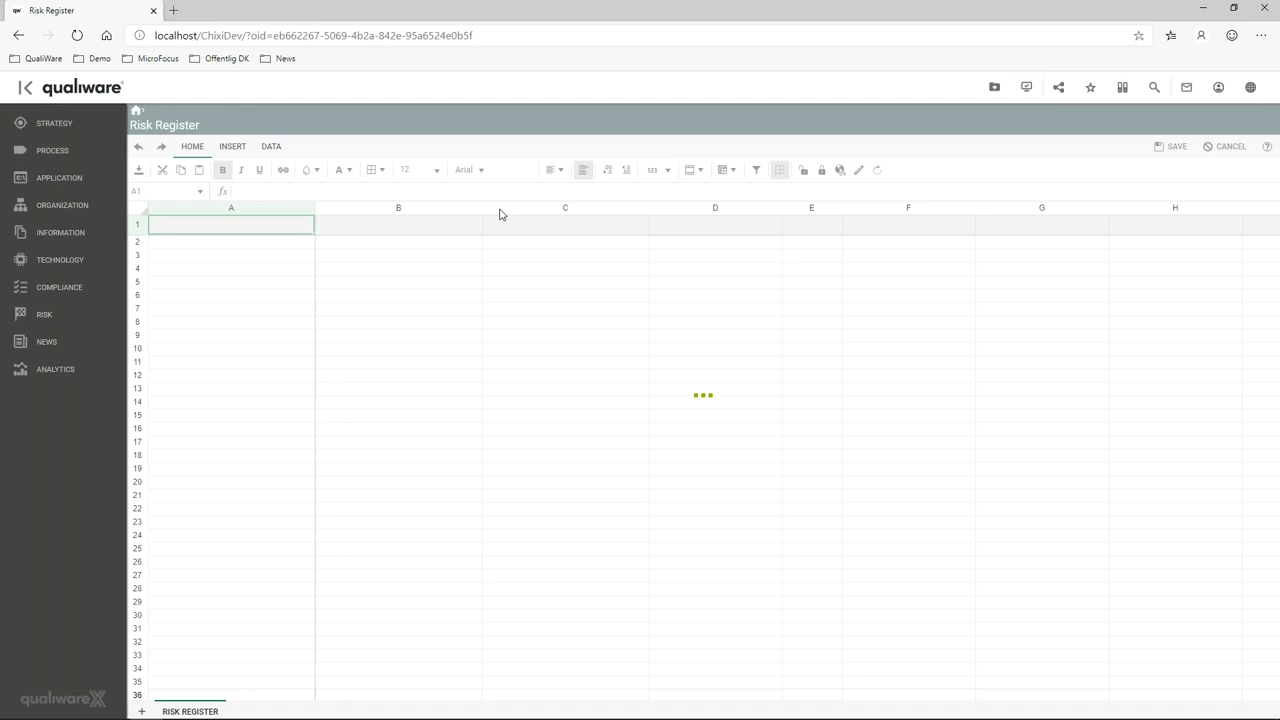 qw Risk Register
localhost/ChixiDev/?oid=eb662267-5069-4b2a-842e-95a6524e0b5f
QualiWare Demo MicroFocus Offentlig DK News
qualiware
STRATEGY
PROCESS
APPLICATION
ORGANIZATION
INFORMATION
TECHNOLOGY
COMPLIANCE
RISK
NEWS
ANALYTICS
qualiwareX
Risk Register
HOME INSERT DATA SAVE CANCEL
B I U A 12 Arial 123
A1 fx
A B C D E F G H
1
2
3
4
5
6
7
8
9
10
11
12
13
14
15
16
17
18
19
20
21
22
23
24
25
26
27
28
29
30
31
32
33
34
35
36
RISK REGISTER